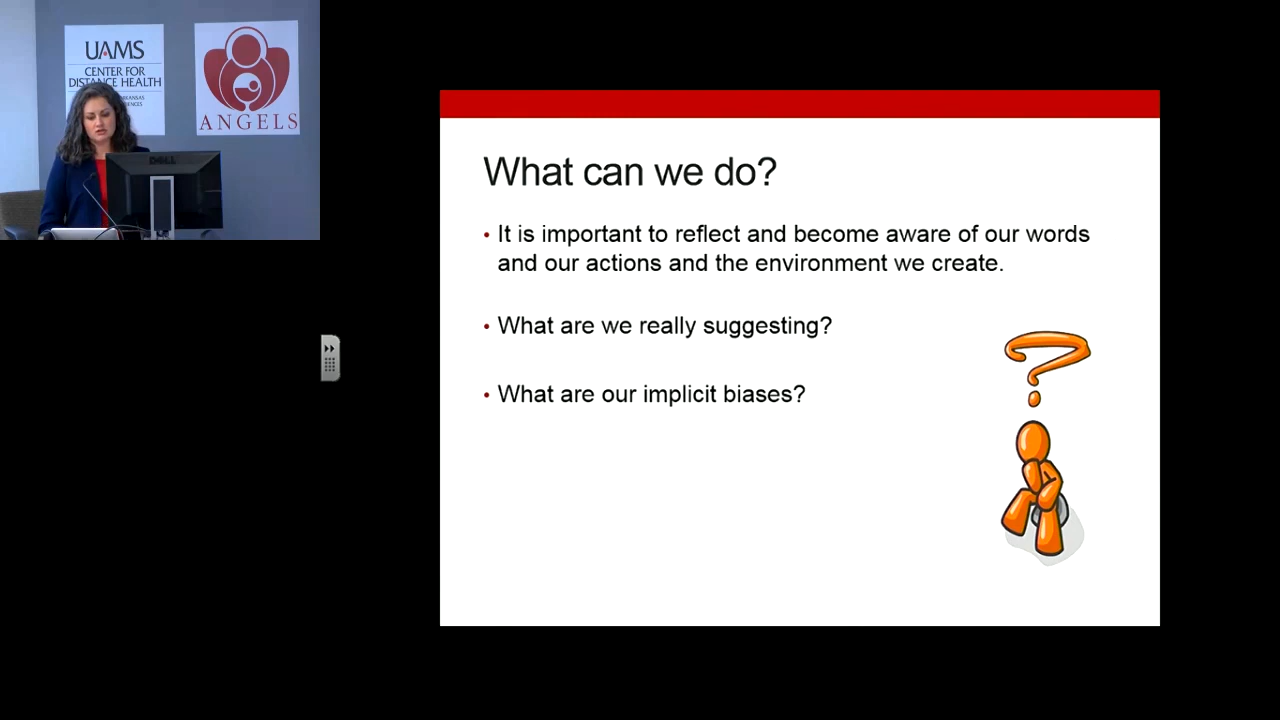 UAMS
CENTER FOR
DISTANCE HEALTH
ANGELS
DELL
What can we do?
• It is important to reflect and become aware of our words
and our actions and the environment we create.
• What are we really suggesting?
• What are our implicit biases?